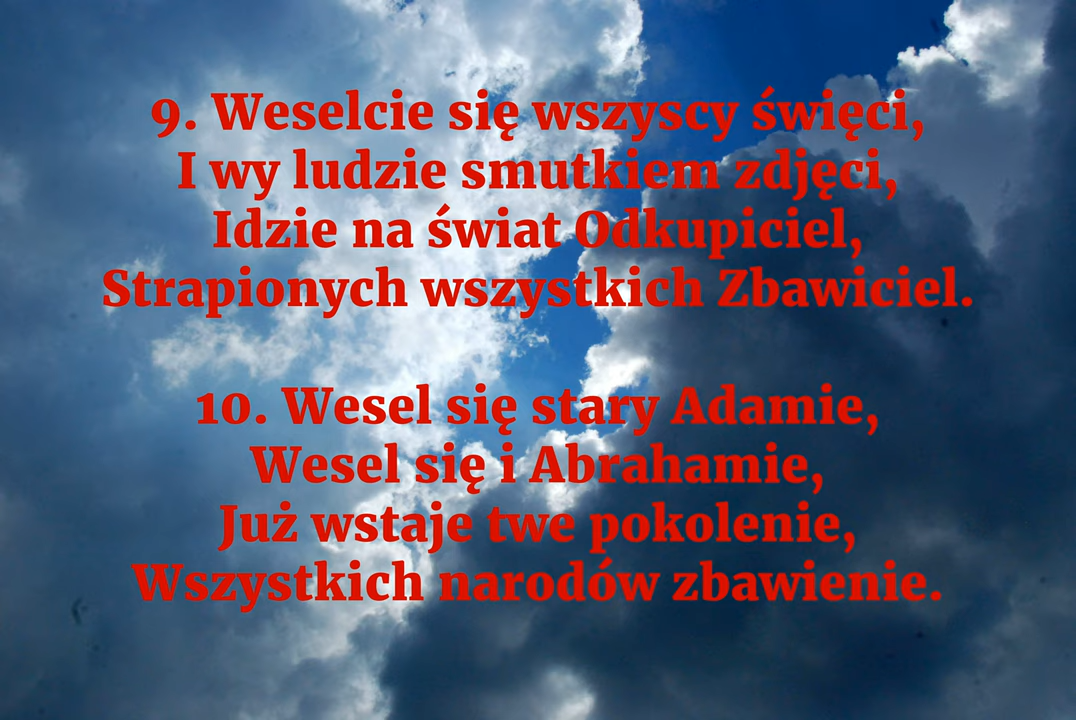 9. Weselcie się wszyscy święci,
I wy ludzie smutkiem zdjęci,
Idzie na świat Odkupiciel,
Strapionych wszystkich Zbawiciel.
10. Wesel się stary Adamie,
Wesel się i Abrahamie,
Już wstaje twe pokolenie,
Wszystkich narodów zbawienie.